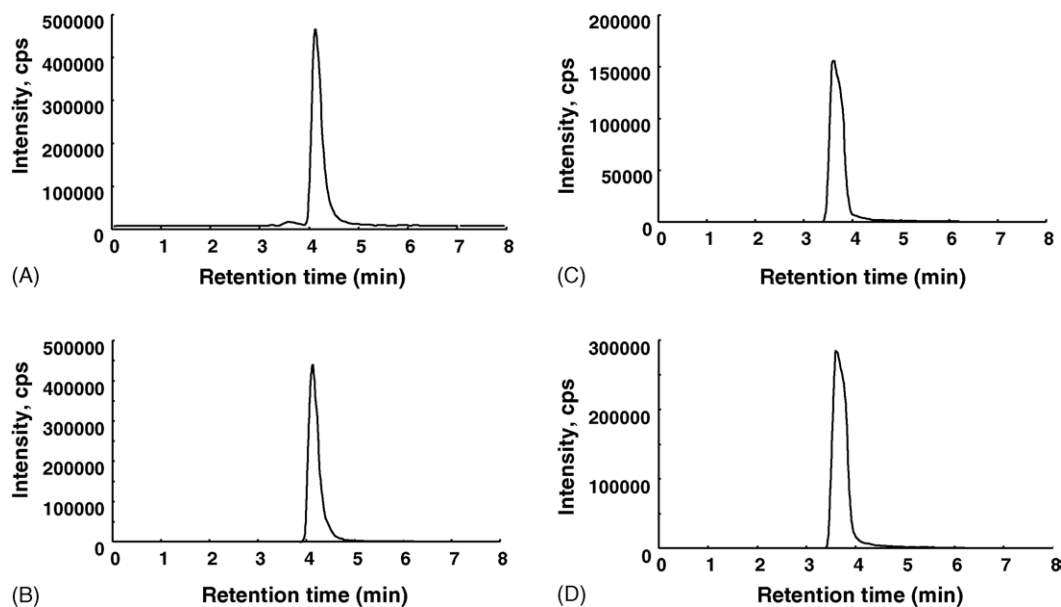 500000
400000
300000
200000
100000
0
Intensity, cps
0 1 2 3 4 5 6 7 8
Retention time (min)
(A)
500000
400000
300000
200000
100000
0
Intensity, cps
0 1 2 3 4 5 6 7 8
Retention time (min)
(B)
200000
150000
100000
50000
0
Intensity, cps
0 1 2 3 4 5 6 7 8
Retention time (min)
(C)
300000
200000
100000
0
Intensity, cps
0 1 2 3 4 5 6 7 8
Retention time (min)
(D)